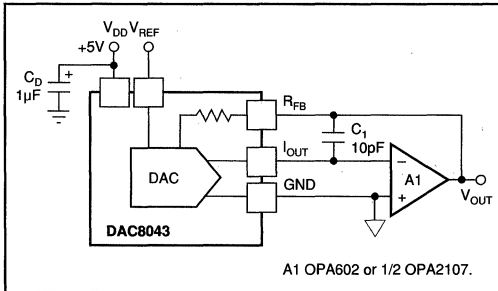 V_DD V_REF
+5V
C_D +
1µF
R_FB
C_1
10pF
I_OUT
DAC
− A1
+
GND
V_OUT
DAC8043
A1 OPA602 or 1/2 OPA2107.